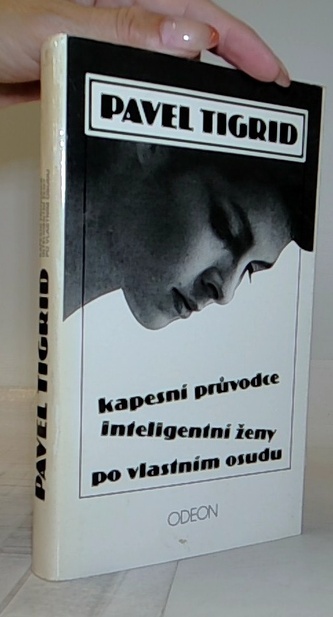 PAVEL TIGRID
kapesní průvodce
inteligentní ženy
po vlastním osudu
ODEON
PAVEL TIGRID